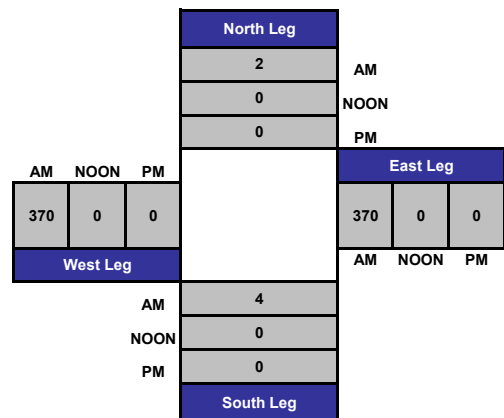 North Leg
2 AM
0 NOON
0 PM
AM NOON PM
East Leg
370 0 0
370 0 0
West Leg
AM NOON PM
AM 4
NOON 0
PM 0
South Leg